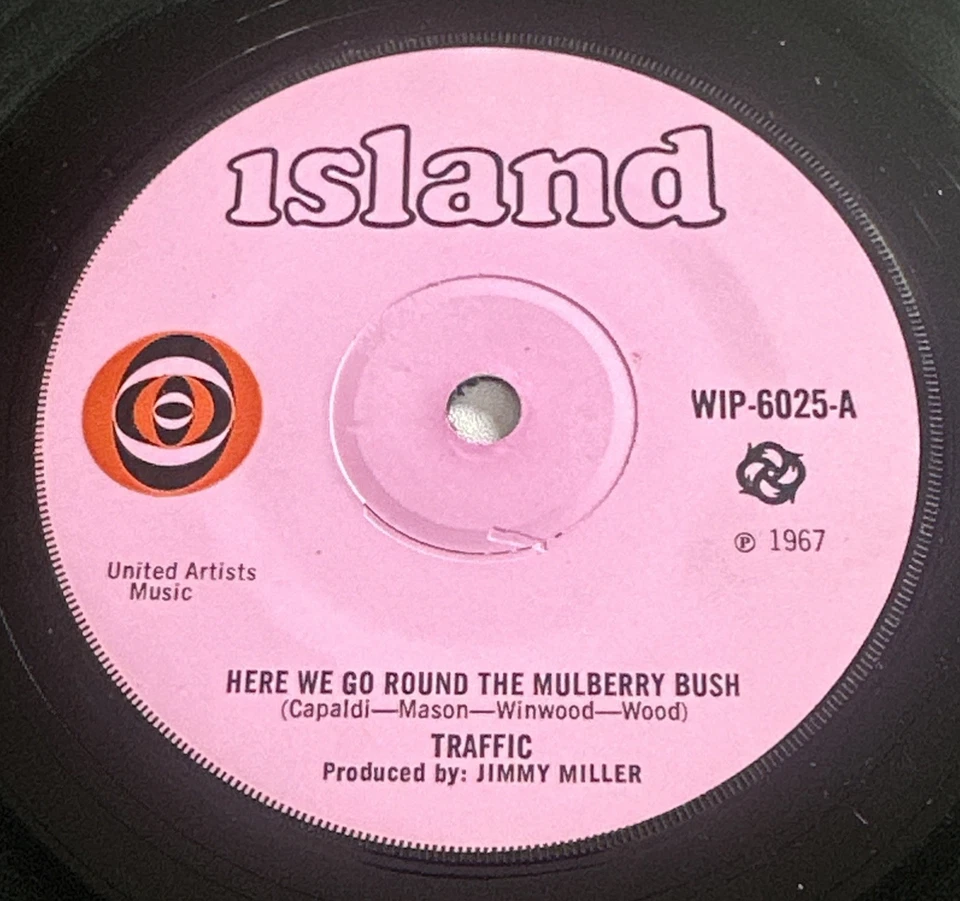 island
WIP-6025-A
℗ 1967
United Artists
Music
HERE WE GO ROUND THE MULBERRY BUSH
(Capaldi—Mason—Winwood—Wood)
TRAFFIC
Produced by: JIMMY MILLER